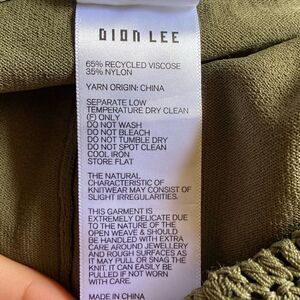 DION LEE
65% RECYCLED VISCOSE
35% NYLON
YARN ORIGIN: CHINA
SEPARATE LOW
TEMPERATURE DRY CLEAN
(F) ONLY
DO NOT WASH
DO NOT BLEACH
DO NOT TUMBLE DRY
DO NOT SPOT CLEAN
COOL IRON
STORE FLAT
THE NATURAL
CHARACTERISTIC OF
KNITWEAR MAY CONSIST OF
SLIGHT IRREGULARITIES.
THIS GARMENT IS
EXTREMELY DELICATE DUE
TO THE NATURE OF THE
OPEN WEAVE & SHOULD
BE HANDLED WITH EXTRA
CARE AROUND JEWELLERY
AND ROUGH SURFACES AS
IT MAY PULL OR SNAG THE
KNIT. IT CAN EASILY BE
PULLED IF NOT WORN
WITH CARE.
MADE IN CHINA